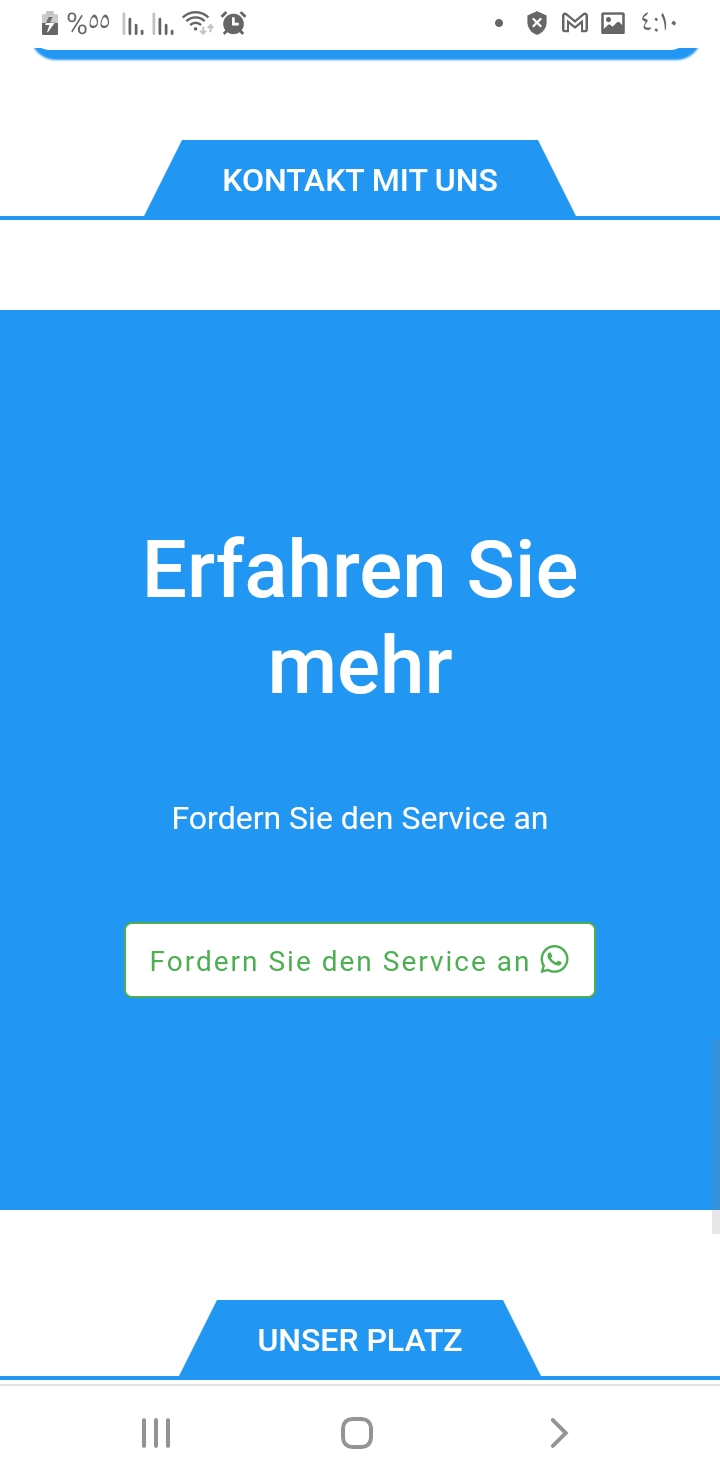 %٥٥ ٤:١٠
KONTAKT MIT UNS
Erfahren Sie
mehr
Fordern Sie den Service an
Fordern Sie den Service an
UNSER PLATZ